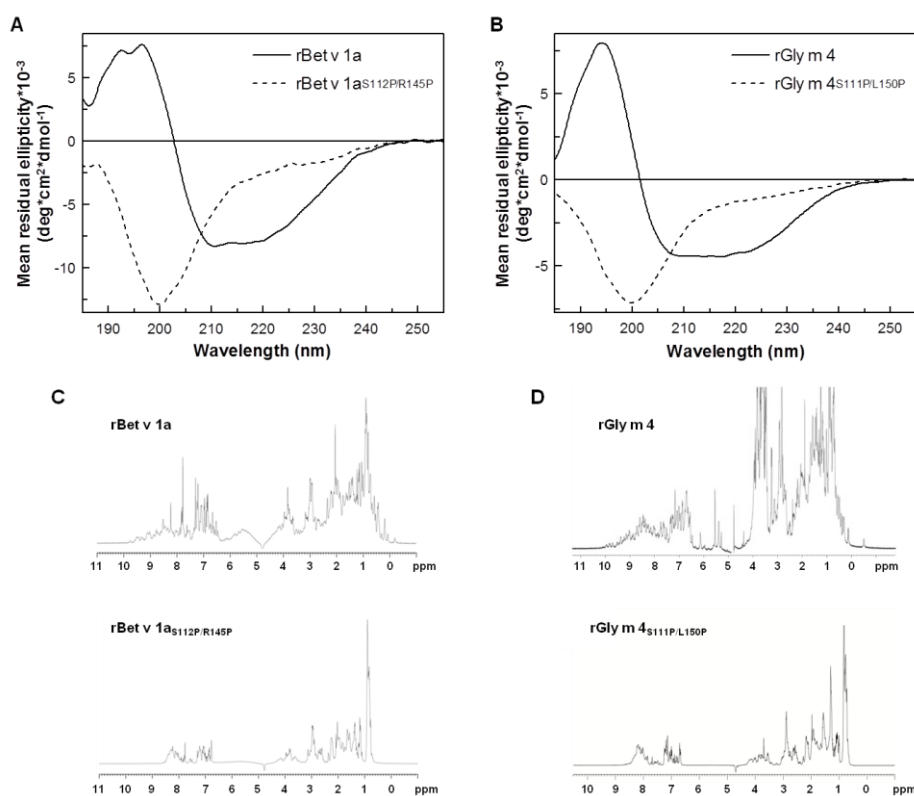 A
Mean residual ellipticity*10-3
(deg*cm2*dmol-1)
rBet v 1a
rBet v 1aS112P/R145P
5
0
-5
-10
190 200 210 220 230 240 250
Wavelength (nm)
B
Mean residual ellipticity*10-3
(deg*cm2*dmol-1)
rGly m 4
rGly m 4S111P/L150P
5
0
-5
190 200 210 220 230 240 250
Wavelength (nm)
C
rBet v 1a
11 10 9 8 7 6 5 4 3 2 1 0 ppm
D
rGly m 4
11 10 9 8 7 6 5 4 3 2 1 0 ppm
rBet v 1aS112P/R145P
11 10 9 8 7 6 5 4 3 2 1 0 ppm
rGly m 4S111P/L150P
10 9 8 7 6 5 4 3 2 1 0 ppm